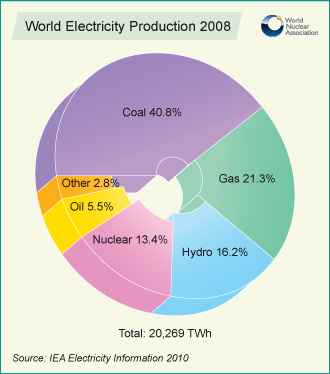 World Electricity Production 2008
World
Nuclear
Association
Coal 40.8%
Gas 21.3%
Other 2.8%
Oil 5.5%
Nuclear 13.4%
Hydro 16.2%
Total: 20,269 TWh
Source: IEA Electricity Information 2010